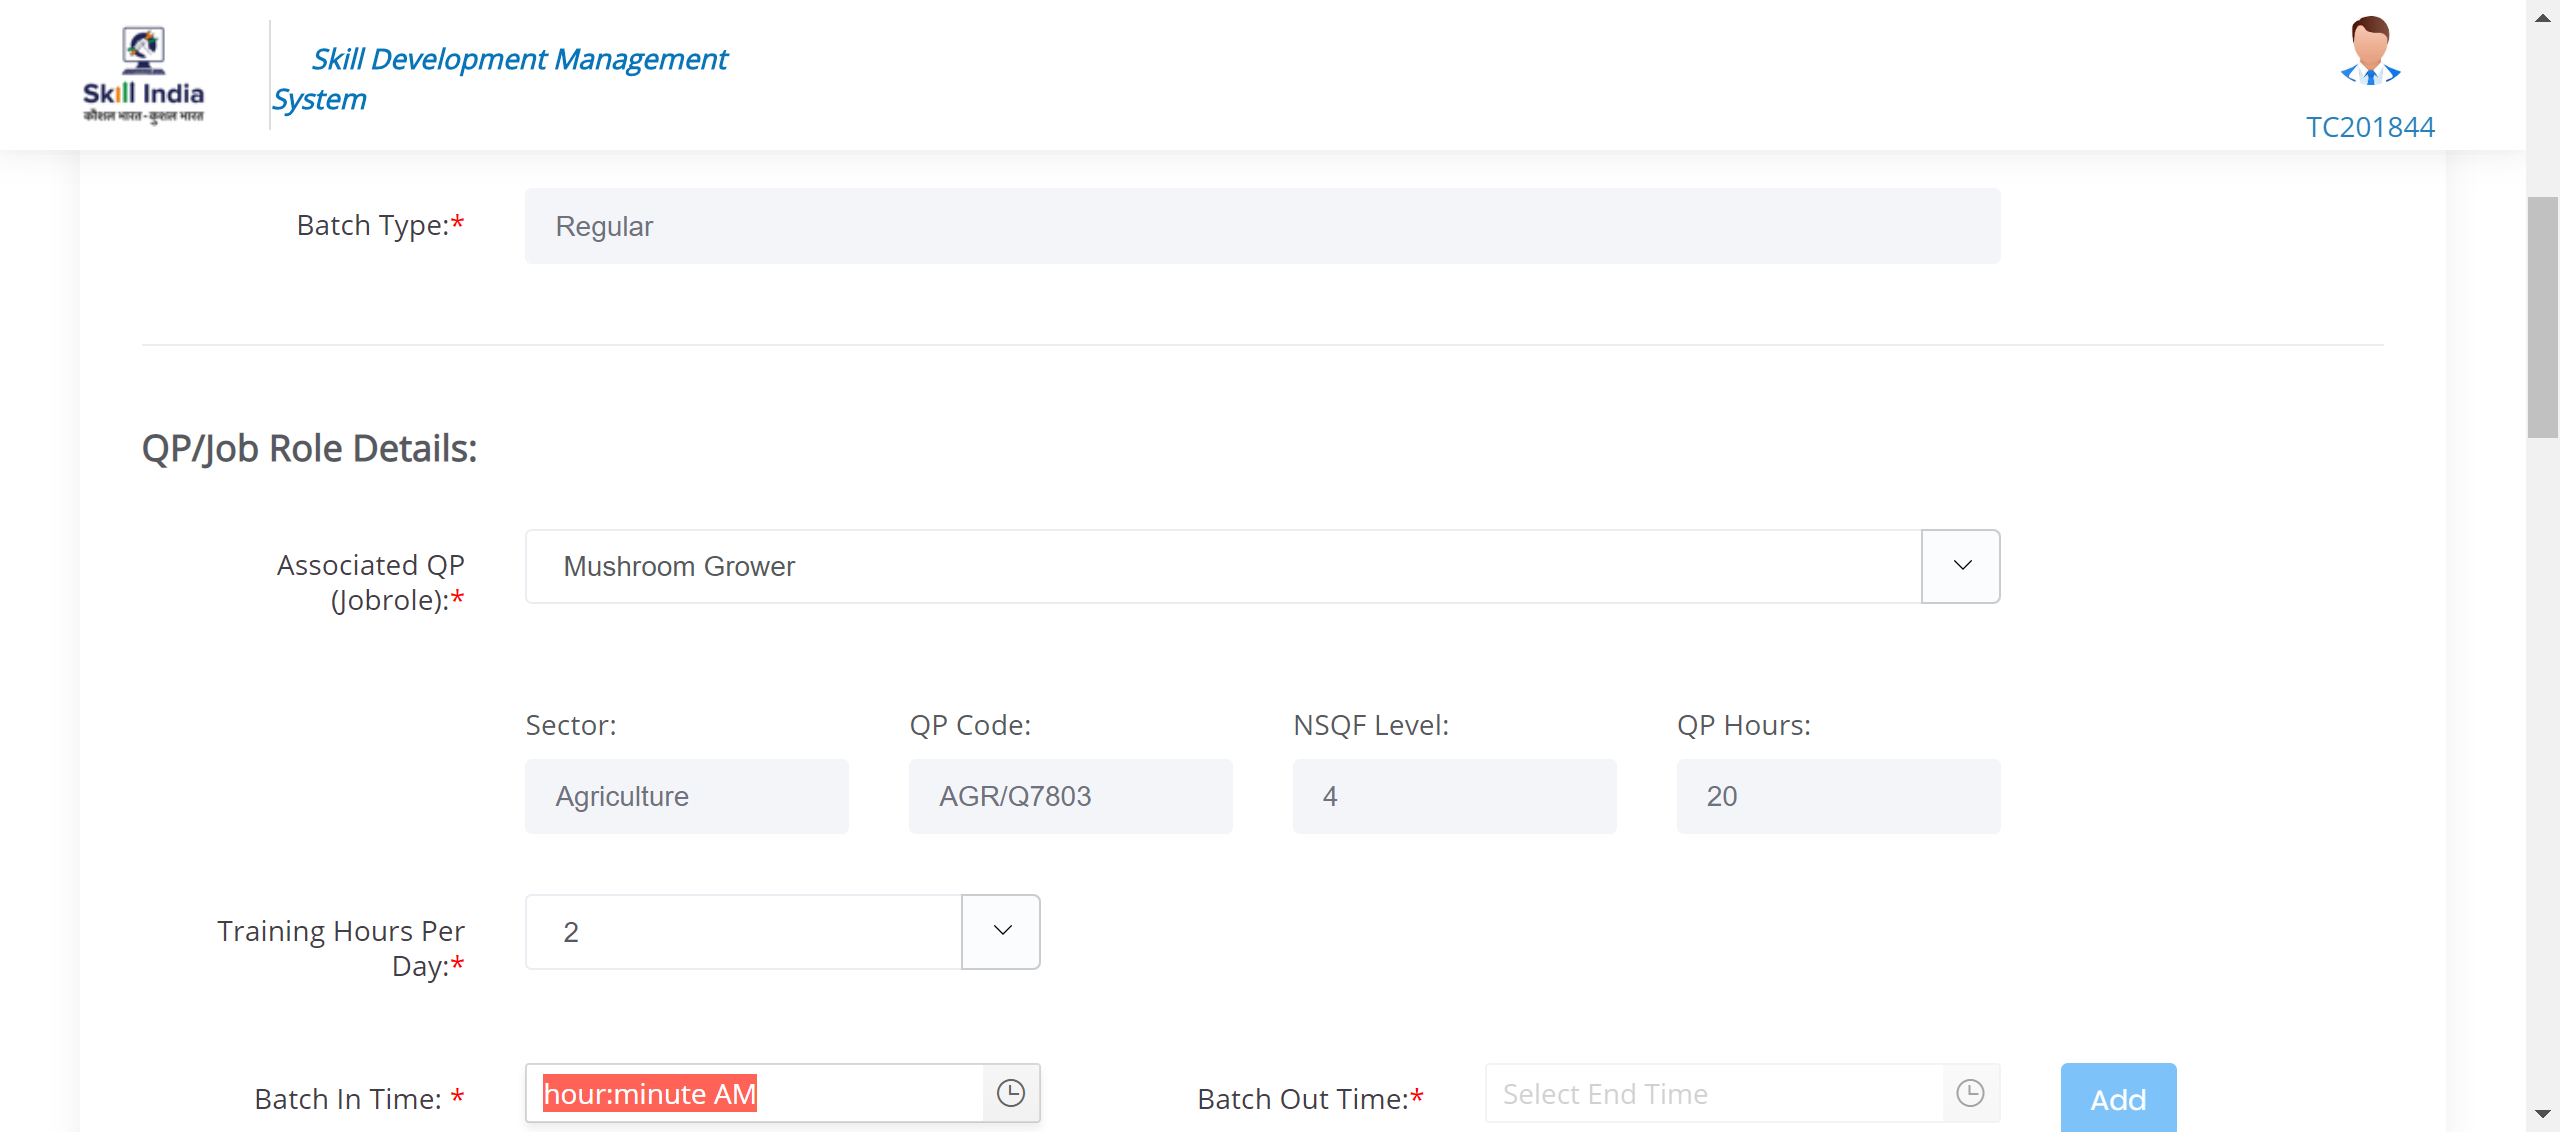 Skill India
कौशल भारत - कुशल भारत
Skill Development Management
System
TC201844
Batch Type:*
Regular
QP/Job Role Details:
Associated QP
(Jobrole):*
Mushroom Grower
Sector:
QP Code:
NSQF Level:
QP Hours:
Agriculture
AGR/Q7803
4
20
Training Hours Per
Day:*
2
Batch In Time: *
hour:minute AM
Batch Out Time:*
Select End Time
Add